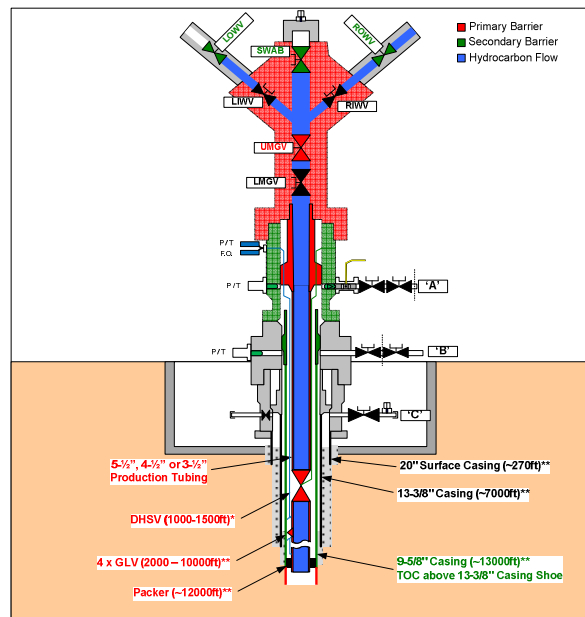 LOWV
SWAB
ROWV
Primary Barrier
Secondary Barrier
Hydrocarbon Flow
LIWV
RIWV
UMGV
LMGV
P/T
F.O.
P/T
'A'
P/T
'B'
'C'
5-½", 4-½" or 3-½"
Production Tubing
20" Surface Casing (~270ft)**
13-3/8" Casing (~7000ft)**
DHSV (1000-1500ft)*
4 x GLV (2000 – 10000ft)**
9-5/8" Casing (~13000ft)**
TOC above 13-3/8" Casing Shoe
Packer (~12000ft)**